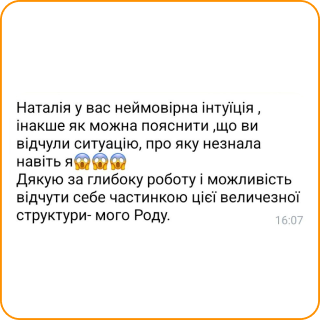 Наталія у вас неймовірна інтуїція ,
інакше як можна пояснити ,що ви
відчули ситуацію, про яку незнала
навіть я😱😱😱
Дякую за глибоку роботу і можливість
відчути себе частинкою цієї величезної
структури- мого Роду.
16:07